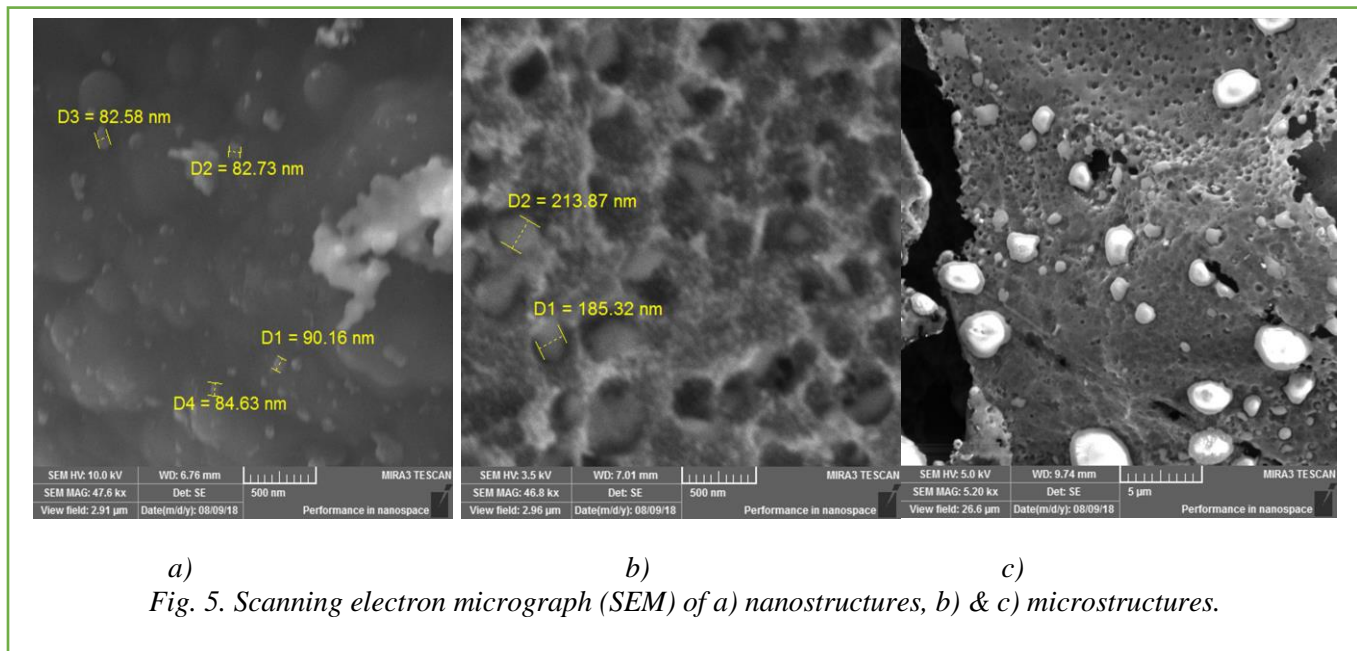 D3 = 82.58 nm
D2 = 82.73 nm
D1 = 90.16 nm
D4 = 84.63 nm
SEM HV: 10.0 kV WD: 6.76 mm MIRA3 TESCAN
SEM MAG: 47.6 kx Det: SE 500 nm
View field: 2.91 µm Date(m/d/y): 08/09/18 Performance in nanospace
D2 = 213.87 nm
D1 = 185.32 nm
SEM HV: 3.5 kV WD: 7.01 mm MIRA3 TESCAN
SEM MAG: 46.8 kx Det: SE 500 nm
View field: 2.96 µm Date(m/d/y): 08/09/18 Performance in nanospace
SEM HV: 5.0 kV WD: 9.74 mm MIRA3 TESCAN
SEM MAG: 5.20 kx Det: SE 5 µm
View field: 26.6 µm Date(m/d/y): 08/09/18 Performance in nanospace
a) b) c)
Fig. 5. Scanning electron micrograph (SEM) of a) nanostructures, b) & c) microstructures.